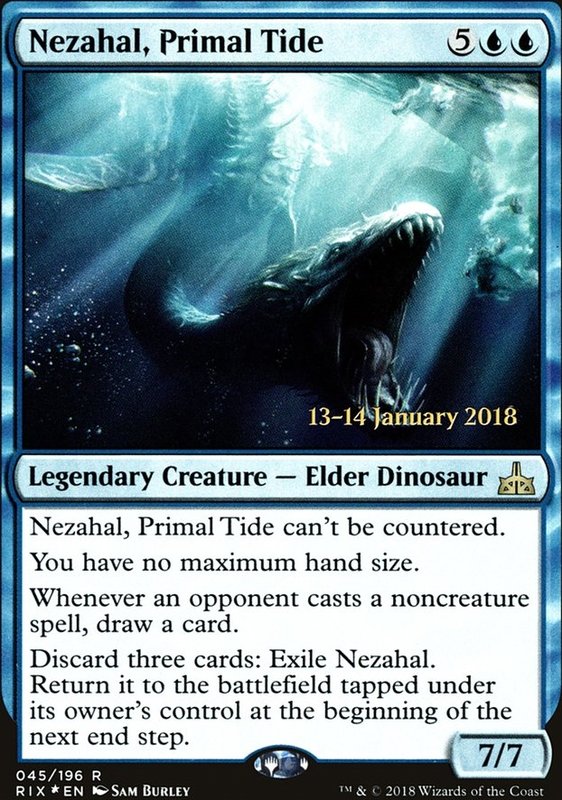 Nezahal, Primal Tide 5
13-14 January 2018
Legendary Creature — Elder Dinosaur
Nezahal, Primal Tide can't be countered.
You have no maximum hand size.
Whenever an opponent casts a noncreature
spell, draw a card.
Discard three cards: Exile Nezahal.
Return it to the battlefield tapped under
its owner's control at the beginning of the
next end step.
7/7
045/196 R
RIX★EN Sam Burley
™ & © 2018 Wizards of the Coast